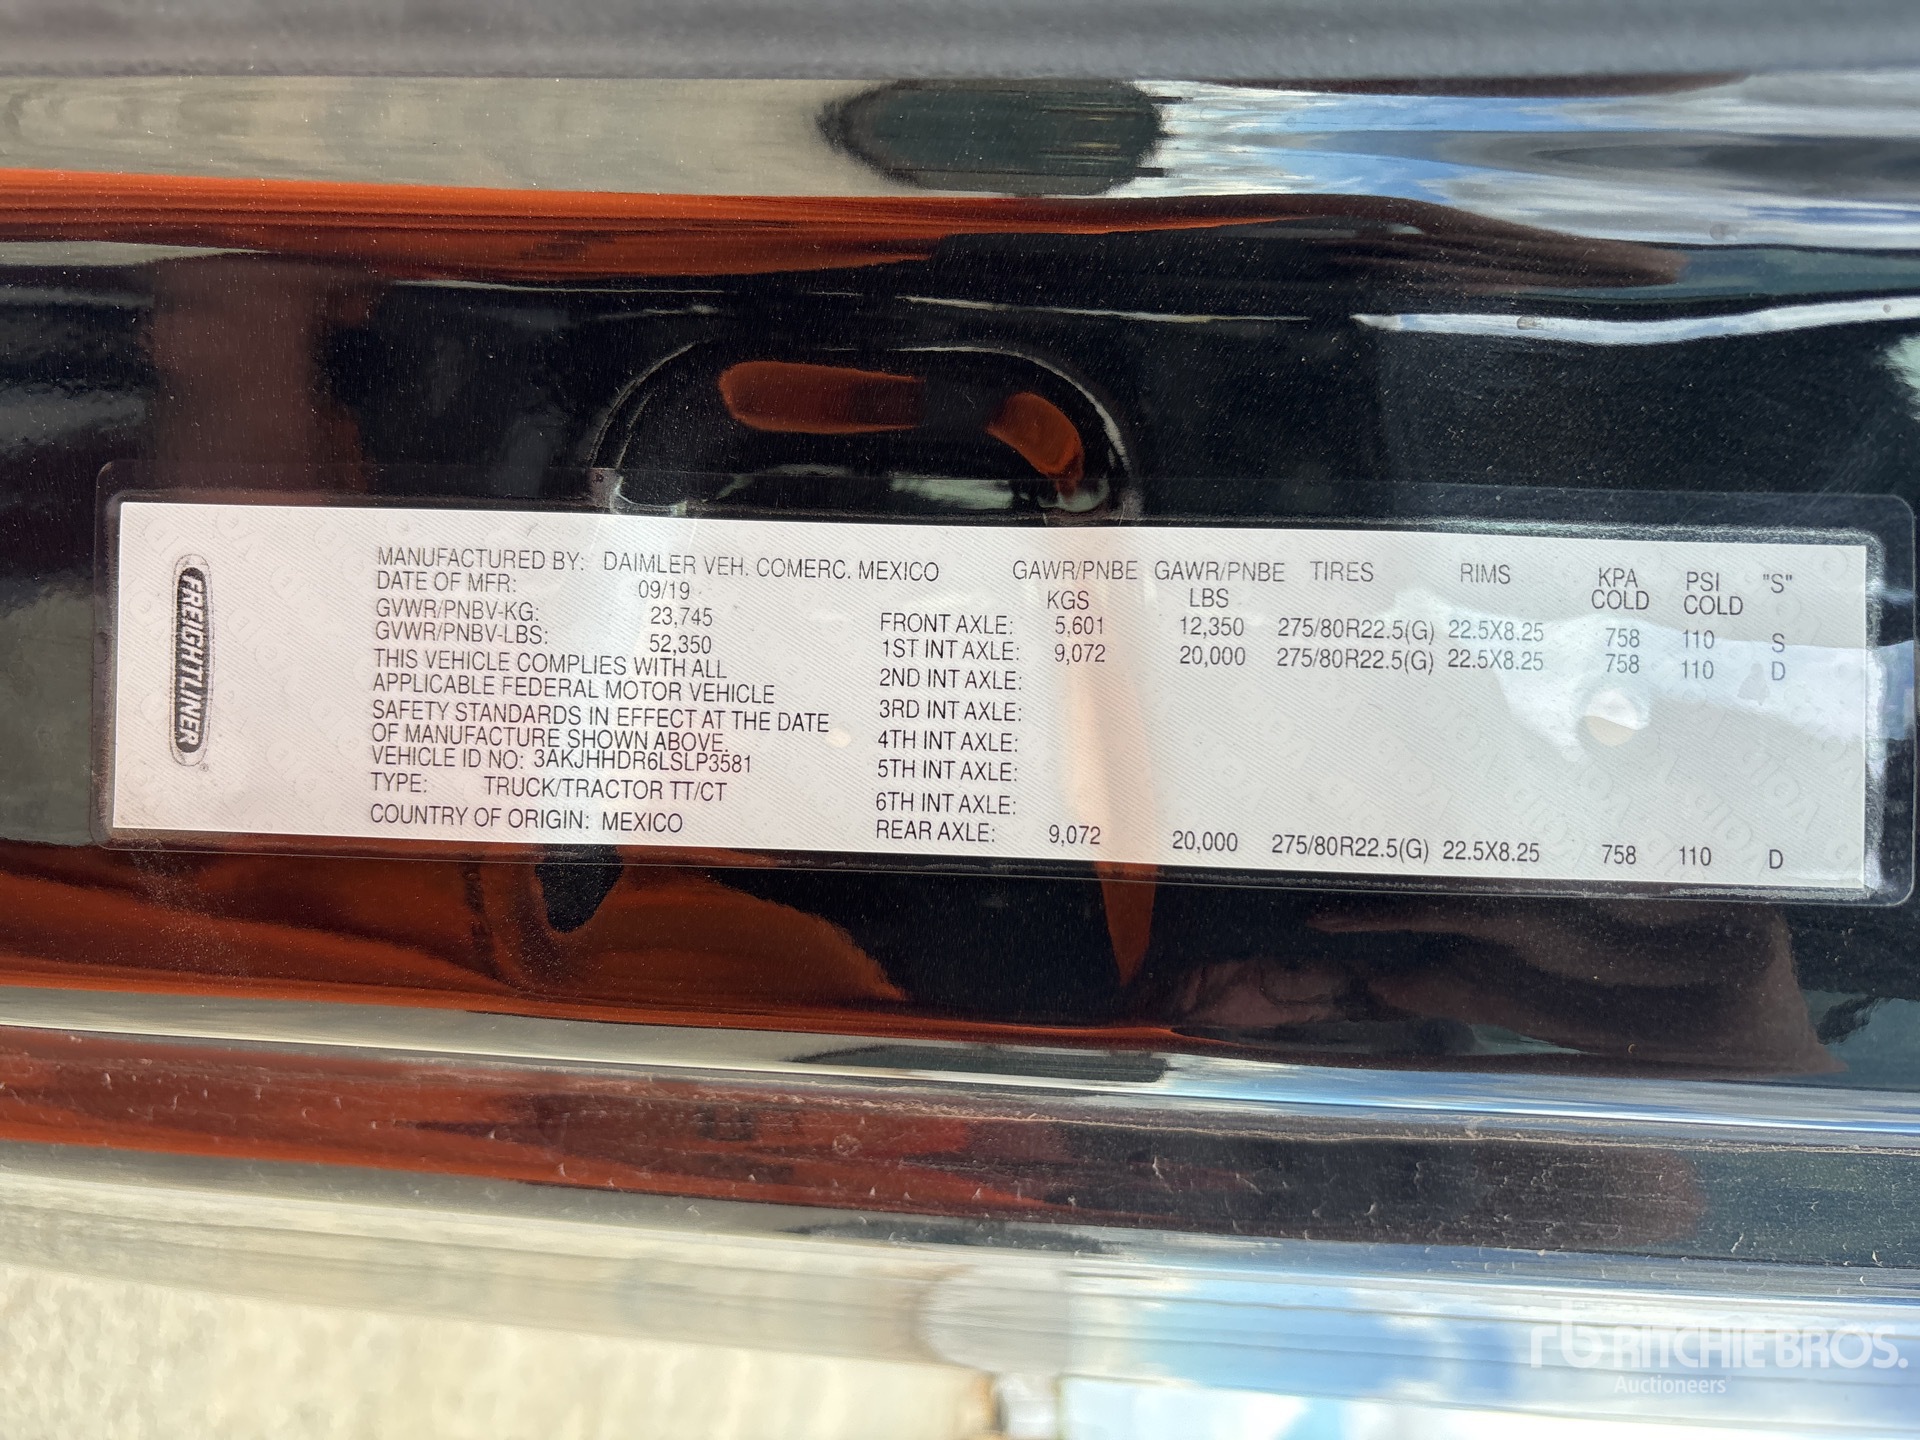 FREIGHTLINER
MANUFACTURED BY: DAIMLER VEH. COMERC. MEXICO
DATE OF MFR: 09/19
GVWR/PNBV-KG: 23,745
GVWR/PNBV-LBS: 52,350
THIS VEHICLE COMPLIES WITH ALL
APPLICABLE FEDERAL MOTOR VEHICLE
SAFETY STANDARDS IN EFFECT AT THE DATE
OF MANUFACTURE SHOWN ABOVE.
VEHICLE ID NO: 3AKJHHDR6LSLP3581
TYPE: TRUCK/TRACTOR TT/CT
COUNTRY OF ORIGIN: MEXICO
GAWR/PNBE GAWR/PNBE TIRES RIMS KPA PSI "S"
KGS LBS COLD COLD
FRONT AXLE: 5,601 12,350 275/80R22.5(G) 22.5X8.25 758 110 S
1ST INT AXLE: 9,072 20,000 275/80R22.5(G) 22.5X8.25 758 110 D
2ND INT AXLE:
3RD INT AXLE:
4TH INT AXLE:
5TH INT AXLE:
6TH INT AXLE:
REAR AXLE: 9,072 20,000 275/80R22.5(G) 22.5X8.25 758 110 D
rb RITCHIE BROS.
Auctioneers